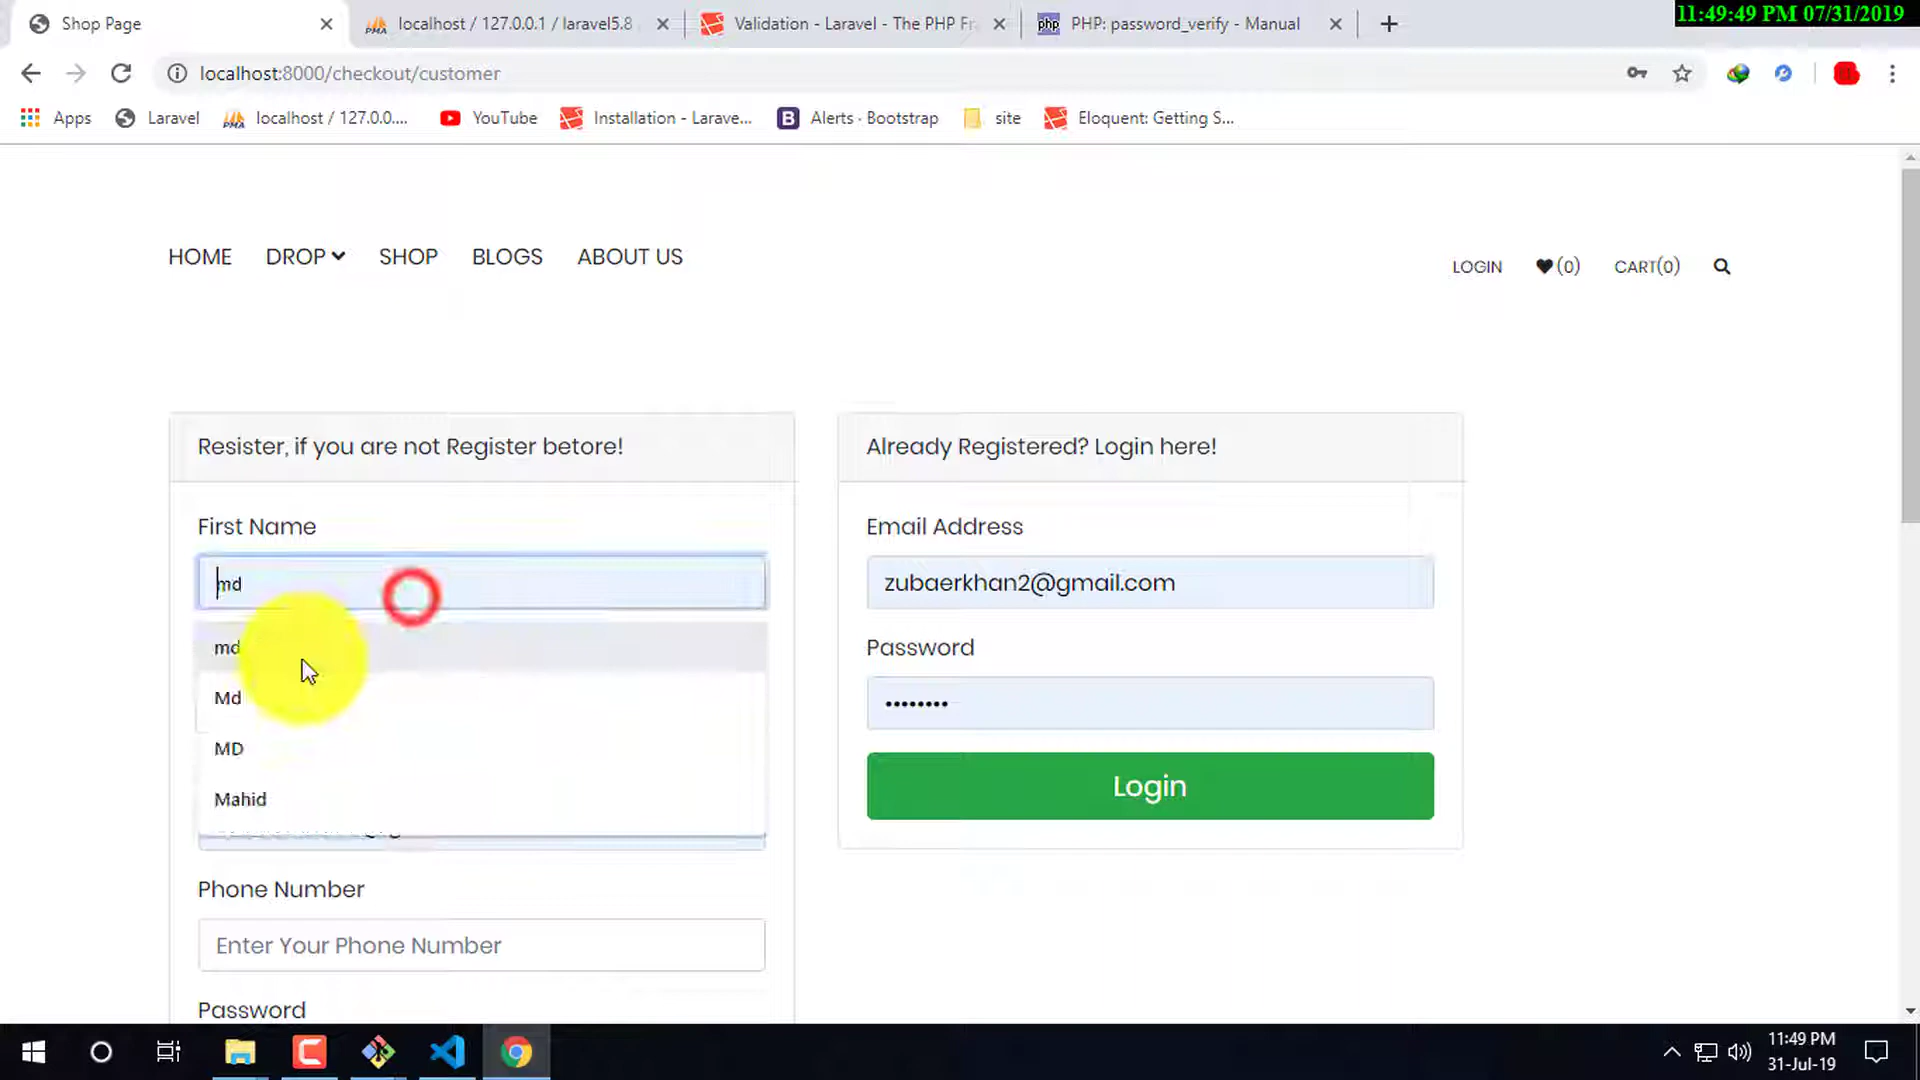 Shop Page
localhost / 127.0.0.1 / laravel5.8
Validation - Laravel - The PHP Fra
PHP: password_verify - Manual
11:49:49 PM 07/31/2019
localhost:8000/checkout/customer
Apps
Laravel
localhost / 127.0.0....
YouTube
Installation - Larave...
Alerts · Bootstrap
site
Eloquent: Getting S...
HOME
DROP
SHOP
BLOGS
ABOUT US
LOGIN
(0)
CART(0)
Resister, if you are not Register betore!
First Name
md
md
Md
MD
Mahid
Phone Number
Enter Your Phone Number
Password
Already Registered? Login here!
Email Address
zubaerkhan2@gmail.com
Password
••••••••
Login
11:49 PM
31-Jul-19